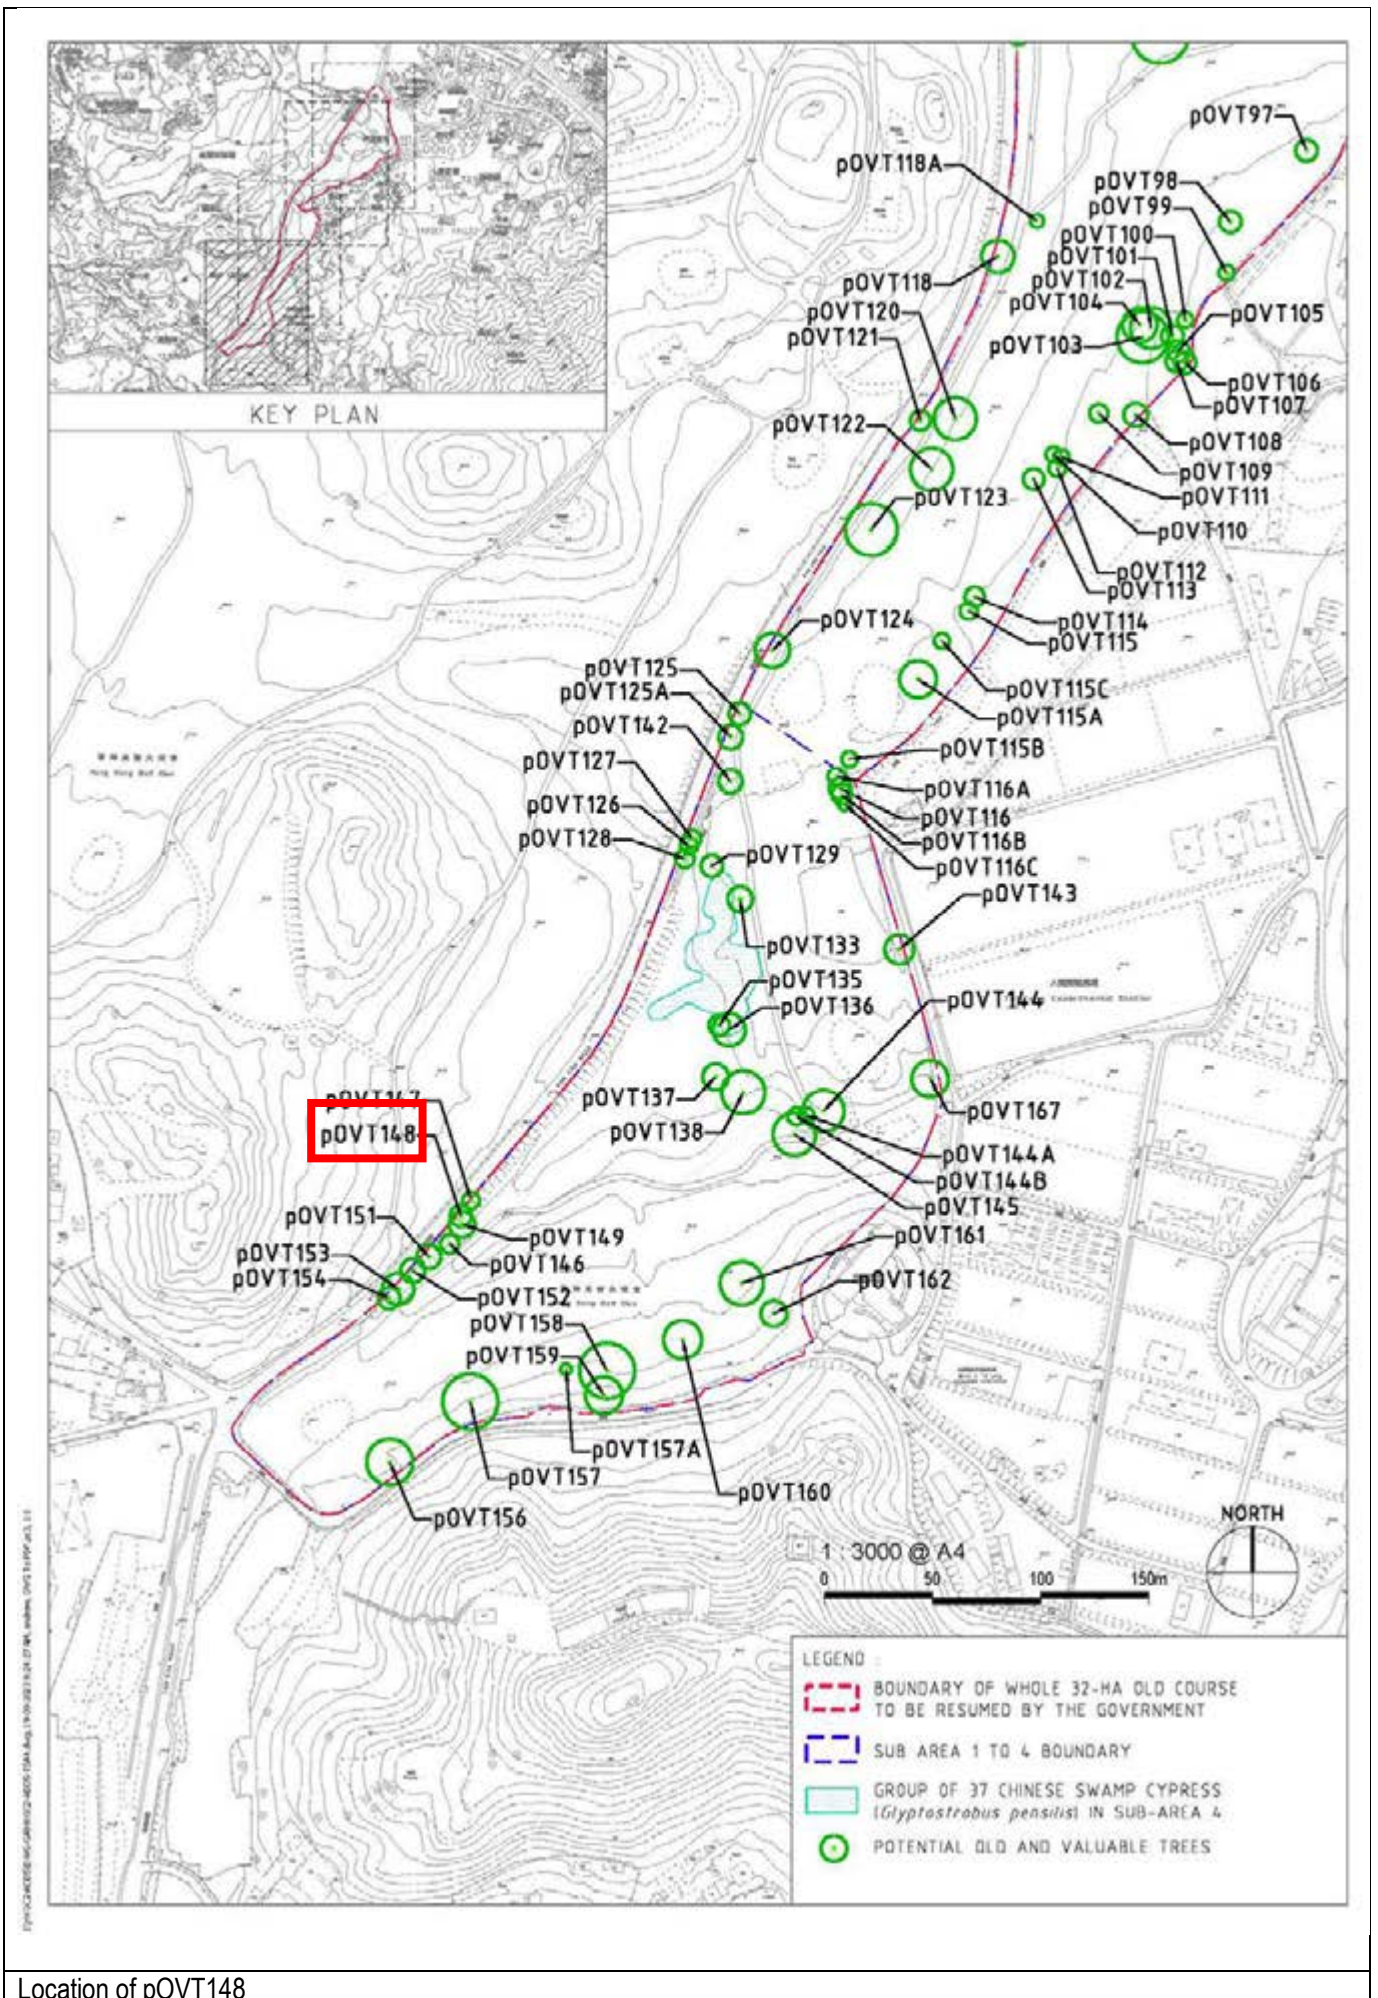 KEY PLAN
pOVT97
pOVT118A
pOVT98
pOVT99
pOVT100
pOVT101
pOVT102
pOVT104
pOVT118
pOVT105
pOVT120
pOVT121
pOVT103
pOVT106
pOVT107
pOVT122
pOVT108
pOVT109
pOVT111
pOVT123
pOVT110
pOVT112
pOVT113
pOVT124
pOVT114
pOVT115
pOVT125
pOVT125A
pOVT115C
pOVT142
pOVT115A
pOVT115B
pOVT127
pOVT116A
pOVT126
pOVT116
pOVT128
pOVT116B
pOVT129
pOVT116C
pOVT143
pOVT133
pOVT135
pOVT144
pOVT136
pOVT137
pOVT147
pOVT167
pOVT148
pOVT138
pOVT144A
pOVT144B
pOVT145
pOVT151
pOVT149
pOVT161
pOVT153
pOVT146
pOVT154
pOVT162
pOVT152
pOVT158
pOVT159
pOVT157A
pOVT157
pOVT160
pOVT156
NORTH
1 : 3000 @ A4
0 50 100 150m
LEGEND :
BOUNDARY OF WHOLE 32-HA OLD COURSE
TO BE RESUMED BY THE GOVERNMENT
SUB AREA 1 TO 4 BOUNDARY
GROUP OF 37 CHINESE SWAMP CYPRESS
(Glyptostrobus pensilis) IN SUB-AREA 4
POTENTIAL OLD AND VALUABLE TREES
Location of pOVT148